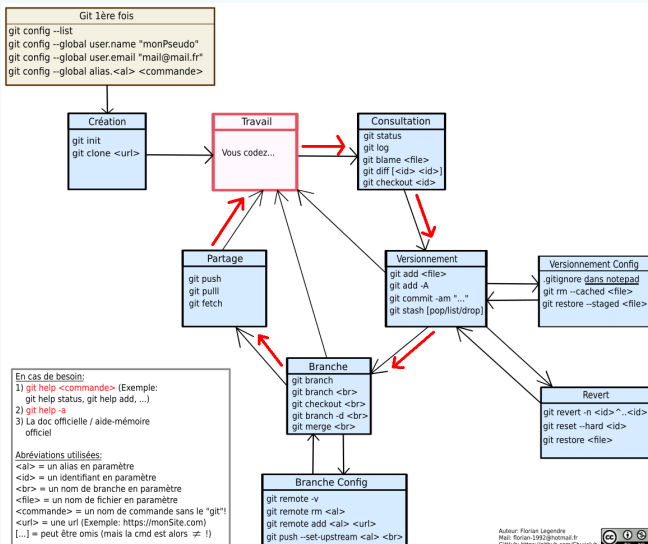 Git 1ère fois
git config --list
git config --global user.name "monPseudo"
git config --global user.email "mail@mail.fr"
git config --global alias.<al> <commande>
Création
git init
git clone <url>
Travail
Vous codez...
Consultation
git status
git log
git blame <file>
git diff [<id> <id>]
git checkout <id>
Partage
git push
git pulll
git fetch
Versionnement
git add <file>
git add -A
git commit -am "..."
git stash [pop/list/drop]
Versionnement Config
.gitignore dans notepad
git rm --cached <file>
git restore --staged <file>
Branche
git branch
git branch <br>
git checkout <br>
git branch -d <br>
git merge <br>
Revert
git revert -n <id>^..<id>
git reset --hard <id>
git restore <file>
Branche Config
git remote -v
git remote rm <al>
git remote add <al> <url>
git push --set-upstream <al> <br>
En cas de besoin:
1) git help <commande> (Exemple:
git help status, git help add, ...)
2) git help -a
3) La doc officielle / aide-mémoire
officiel
Abréviations utilisées:
<al> = un alias en paramètre
<id> = un identifiant en paramètre
<br> = un nom de branche en paramètre
<file> = un nom de fichier en paramètre
<commande> = un nom de commande sans le "git"!
<url> = une url (Exemple: https://monSite.com)
[...] = peut être omis (mais la cmd est alors ≠ !)
Auteur: Florian Legendre
Mail: florian-1992@hotmail.fr